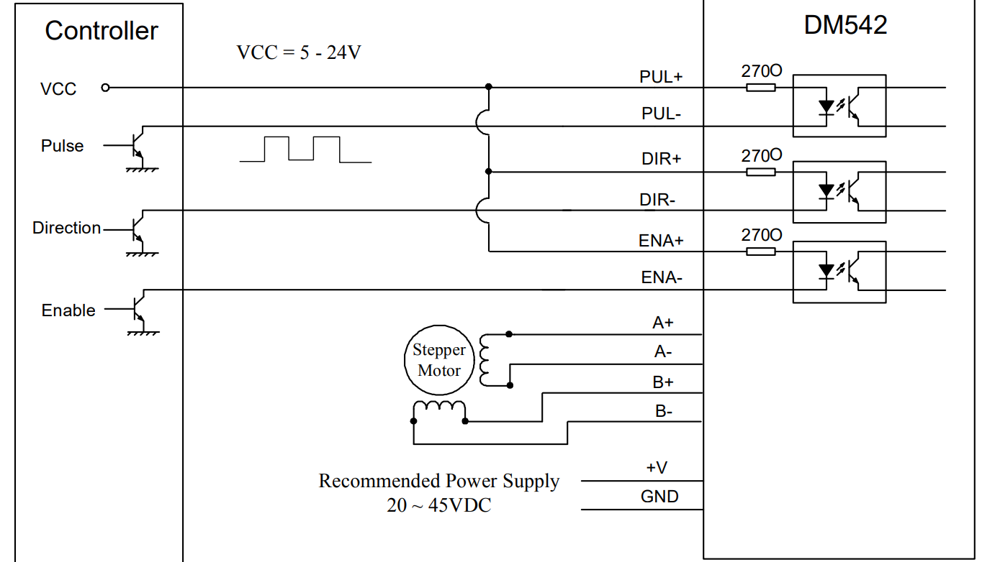 Controller
DM542
VCC = 5 - 24V
VCC
PUL+
270O
Pulse
PUL-
DIR+
270O
DIR-
Direction
ENA+
270O
ENA-
Enable
A+
Stepper
Motor
A-
B+
B-
+V
Recommended Power Supply
20 ~ 45VDC
GND